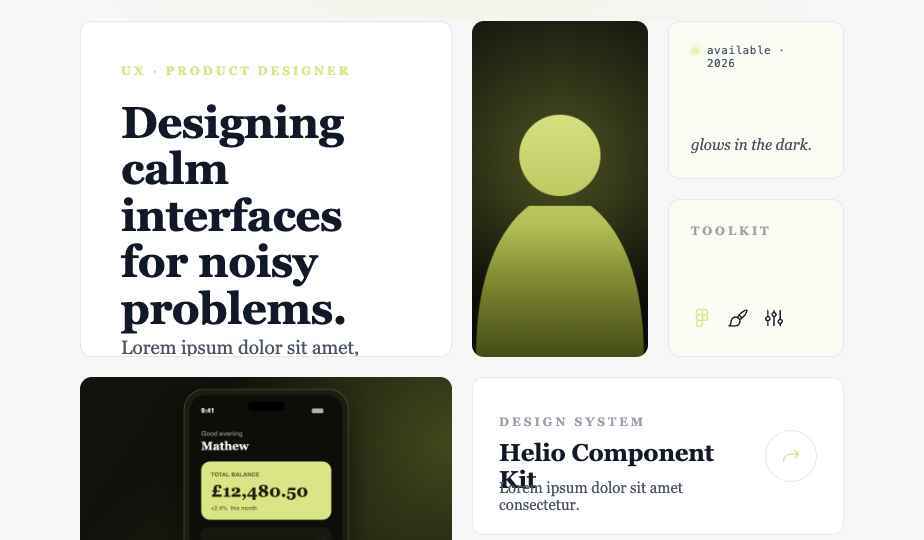 UX · PRODUCT DESIGNER
Designing
calm
interfaces
for noisy
problems.
Lorem ipsum dolor sit amet,
available ·
2026
glows in the dark.
TOOLKIT
9:41
Good evening
Mathew
TOTAL BALANCE
£12,480.50
+2.4% this month
DESIGN SYSTEM
Helio Component
Kit
Lorem ipsum dolor sit amet
consectetur.